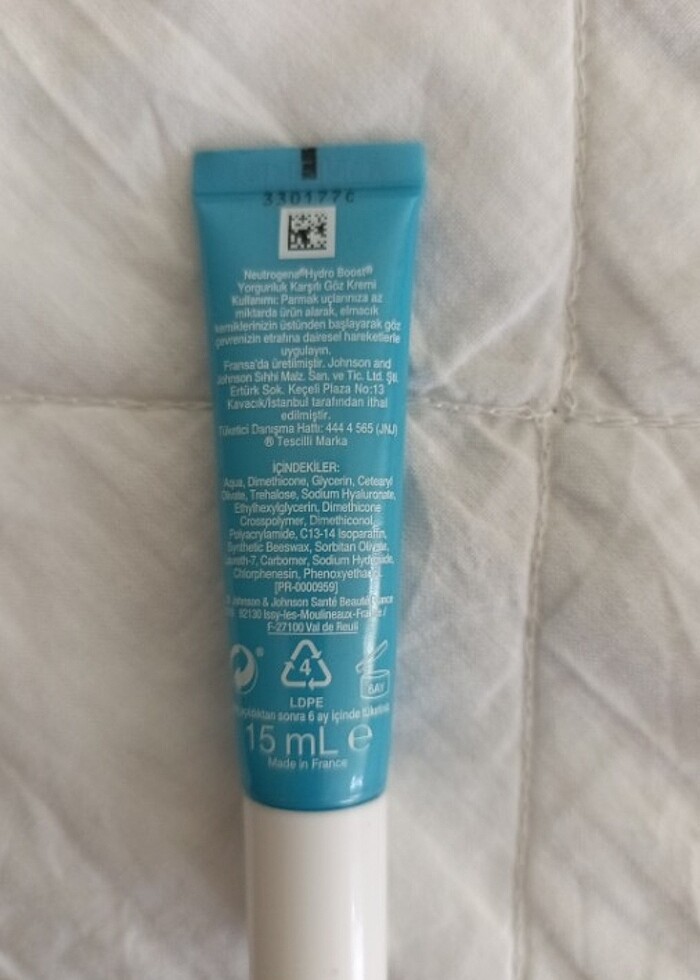 330177C
Neutrogena® Hydro Boost®
Yorgunluk Karşıtı Göz Kremi
Kullanımı: Parmak uçlarınıza az
miktarda ürün alarak, elmacık
kemiklerinizin üstünden başlayarak göz
çevrenizin etrafına dairesel hareketlerle
uygulayın.
Fransa'da üretilmiştir. Johnson and
Johnson Sıhhi Malz. San. ve Tic. Ltd. Şti.
Ertürk Sok. Keçeli Plaza No:13
Kavacık/İstanbul tarafından ithal
edilmiştir.
Tüketici Danışma Hattı: 444 4 565 (JNJ)
® Tescilli Marka
İÇİNDEKİLER:
Aqua, Dimethicone, Glycerin, Cetearyl
Olivate, Trehalose, Sodium Hyaluronate,
Ethylhexylglycerin, Dimethicone
Crosspolymer, Dimethiconol,
Polyacrylamide, C13-14 Isoparaffin,
Synthetic Beeswax, Sorbitan Olivate,
Laureth-7, Carbomer, Sodium Hydroxide,
Chlorphenesin, Phenoxyethanol.
[PR-0000959]
Johnson & Johnson Santé Beauté France
92130 Issy-les-Moulineaux-France /
F-27100 Val de Reuil
4
6AY
LDPE
açıldıktan sonra 6 ay içinde tüketiniz
15 mL e
Made in France